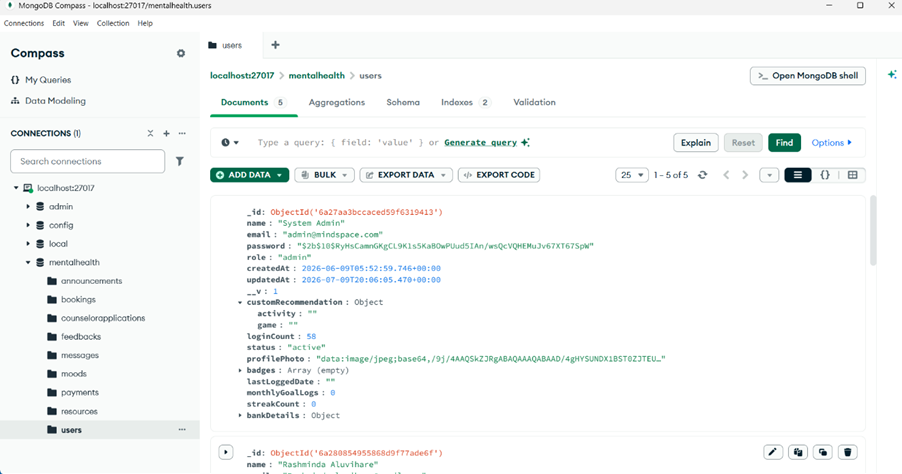 MongoDB Compass - localhost:27017/mentalhealth.users
Connections Edit View Collection Help
Compass
{} My Queries
Data Modeling
CONNECTIONS (1)
Search connections
localhost:27017
admin
config
local
mentalhealth
announcements
bookings
counselorapplications
feedbacks
messages
moods
payments
resources
users
users
localhost:27017 > mentalhealth > users
>_ Open MongoDB shell
Documents 5 Aggregations Schema Indexes 2 Validation
Type a query: { field: 'value' } or Generate query
Explain Reset Find Options
ADD DATA BULK EXPORT DATA EXPORT CODE
25 1 – 5 of 5
_id: ObjectId('6a27aa3bccaced59f6319413')
name : "System Admin"
email : "admin@mindspace.com"
password : "$2b$10$RyHsCamnGKgCL9K1s5KaBOwPUud5IAn/wsQcVQHEMuJv67XT67SpW"
role : "admin"
createdAt : 2026-06-09T05:52:59.746+00:00
updatedAt : 2026-07-09T20:06:05.470+00:00
__v : 1
customRecommendation : Object
activity : ""
game : ""
loginCount : 58
status : "active"
profilePhoto : "data:image/jpeg;base64,/9j/4AAQSkZJRgABAQAAAQABAAD/4gHYSUNDX1BST0ZJTEU…"
badges : Array (empty)
lastLoggedDate : ""
monthlyGoalLogs : 0
streakCount : 0
bankDetails : Object
_id: ObjectId('6a280854955868d9f77ade6f')
name : "Rashminda Aluvihare"